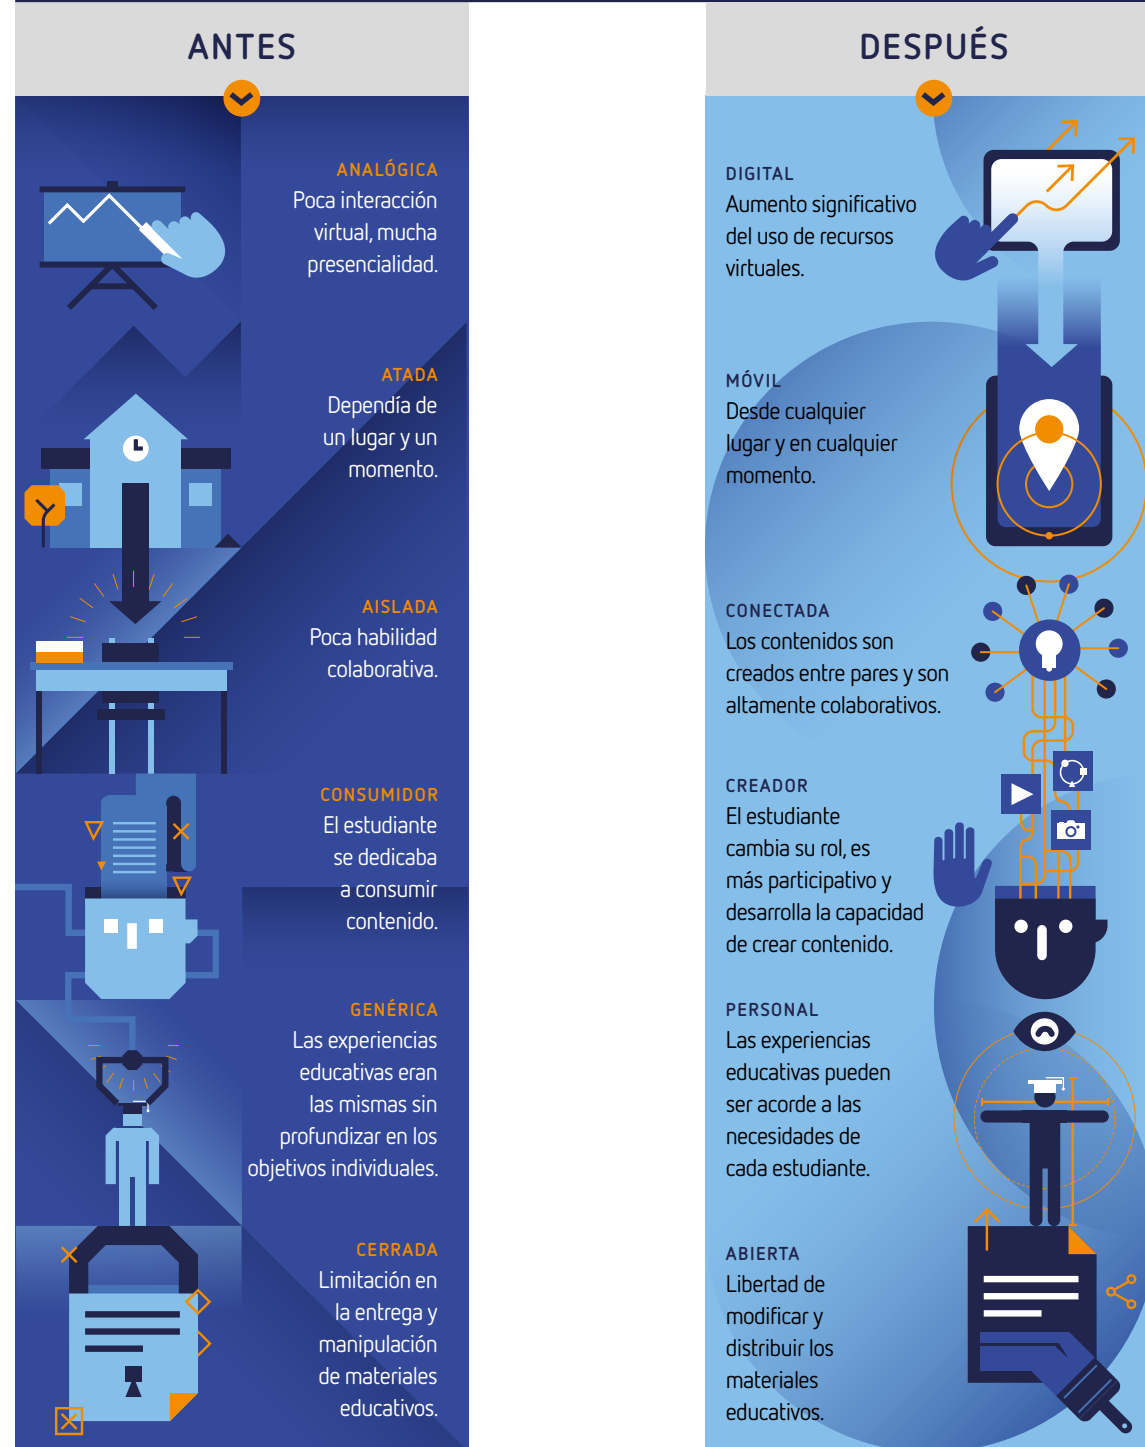 ANTES
ANALÓGICA
Poca interacción
virtual, mucha
presencialidad.
ATADA
Dependía de
un lugar y un
momento.
AISLADA
Poca habilidad
colaborativa.
CONSUMIDOR
El estudiante
se dedicaba
a consumir
contenido.
GENÉRICA
Las experiencias
educativas eran
las mismas sin
profundizar en los
objetivos individuales.
CERRADA
Limitación en
la entrega y
manipulación
de materiales
educativos.
DESPUÉS
DIGITAL
Aumento significativo
del uso de recursos
virtuales.
MÓVIL
Desde cualquier
lugar y en cualquier
momento.
CONECTADA
Los contenidos son
creados entre pares y son
altamente colaborativos.
CREADOR
El estudiante
cambia su rol, es
más participativo y
desarrolla la capacidad
de crear contenido.
PERSONAL
Las experiencias
educativas pueden
ser acorde a las
necesidades de
cada estudiante.
ABIERTA
Libertad de
modificar y
distribuir los
materiales
educativos.